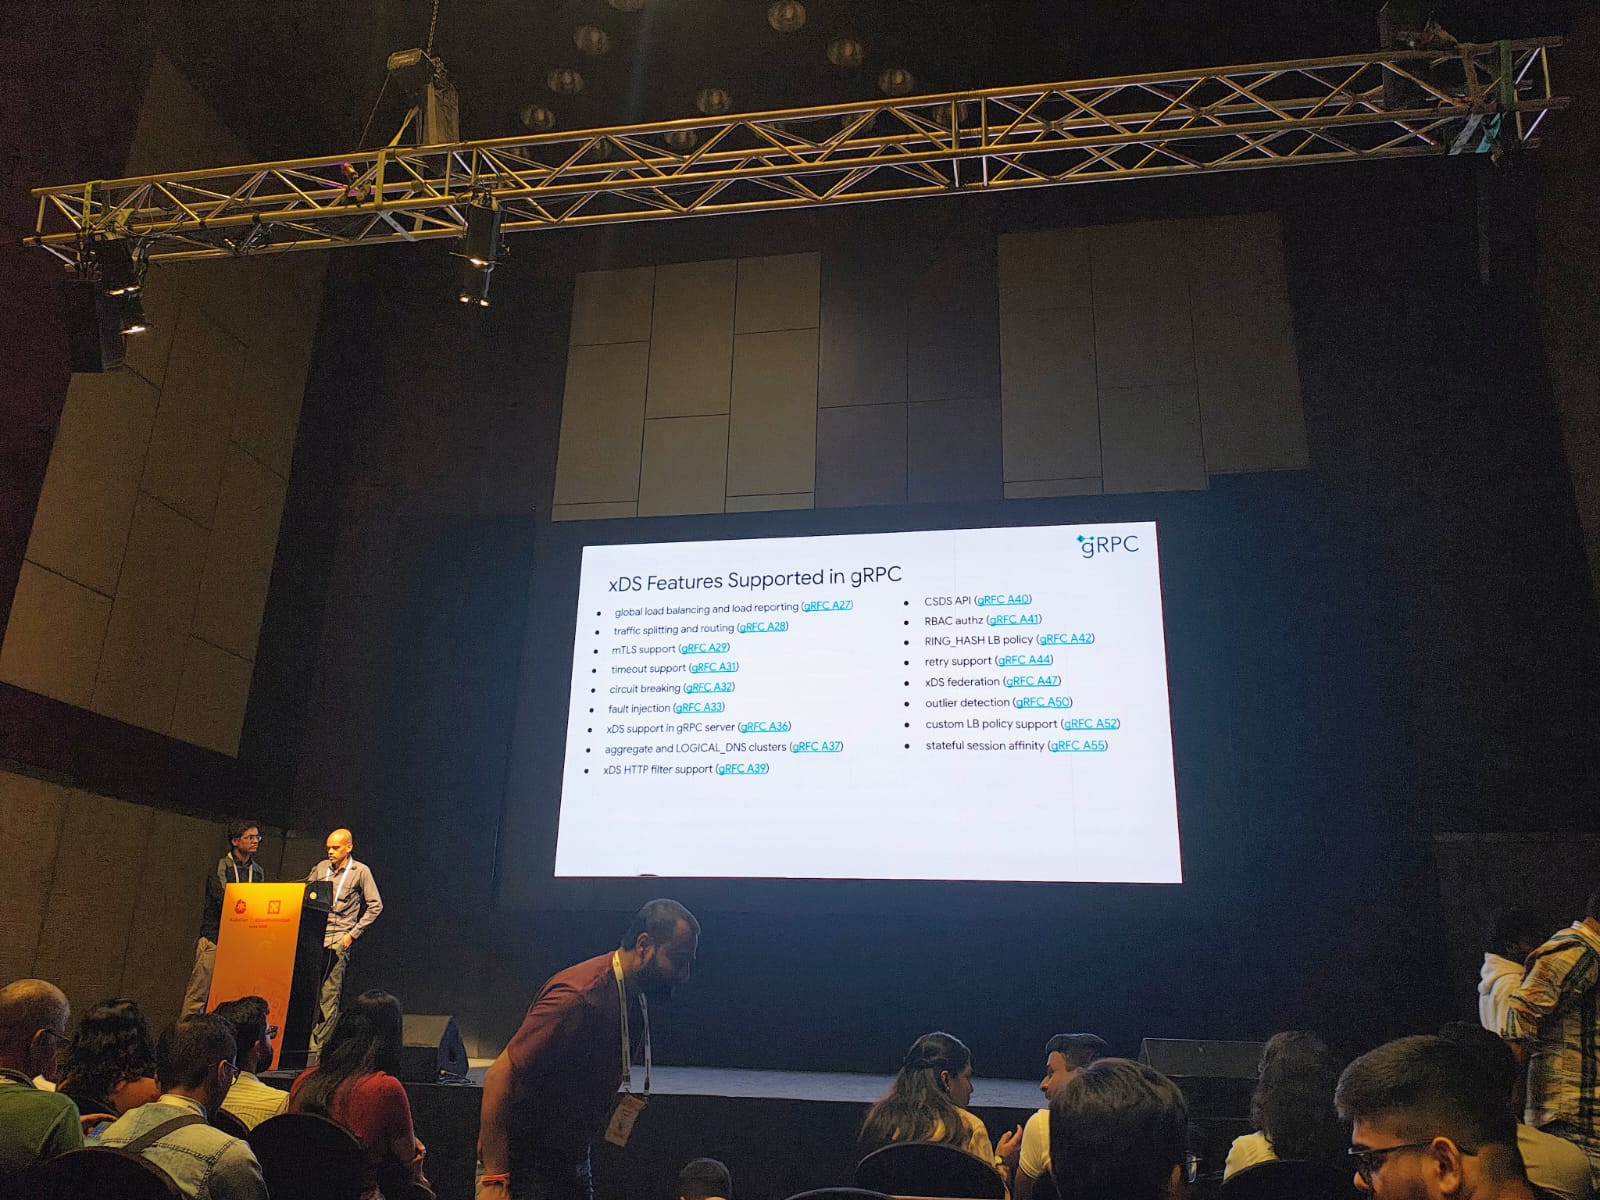 gRPC
xDS Features Supported in gRPC
• global load balancing and load reporting (gRFC A27)
• traffic splitting and routing (gRFC A28)
• mTLS support (gRFC A29)
• timeout support (gRFC A31)
• circuit breaking (gRFC A32)
• fault injection (gRFC A33)
• xDS support in gRPC server (gRFC A36)
• aggregate and LOGICAL_DNS clusters (gRFC A37)
• xDS HTTP filter support (gRFC A39)
• CSDS API (gRFC A40)
• RBAC authz (gRFC A41)
• RING_HASH LB policy (gRFC A42)
• retry support (gRFC A44)
• xDS federation (gRFC A47)
• outlier detection (gRFC A50)
• custom LB policy support (gRFC A52)
• stateful session affinity (gRFC A55)
KubeCon CloudNativeCon